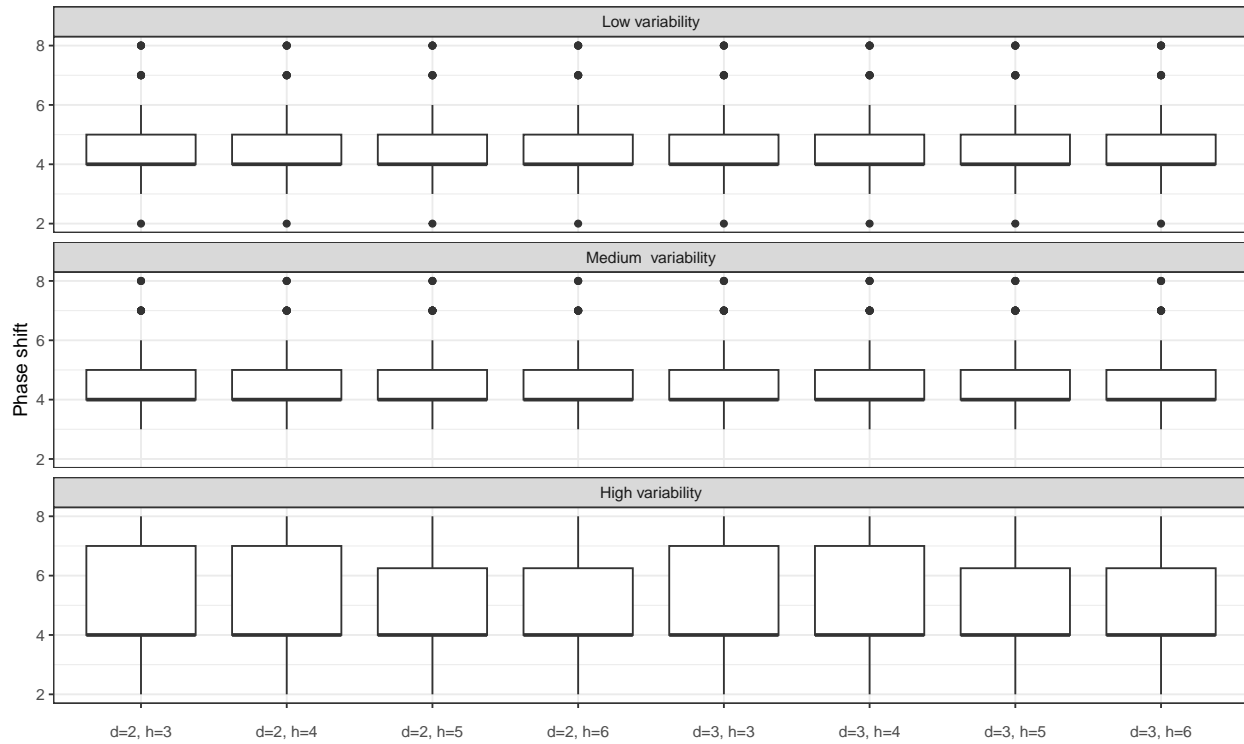 Low variability
8
6
4
2
Medium  variability
8
6
4
2
Phase shift
High variability
8
6
4
2
d=2, h=3 d=2, h=4 d=2, h=5 d=2, h=6 d=3, h=3 d=3, h=4 d=3, h=5 d=3, h=6